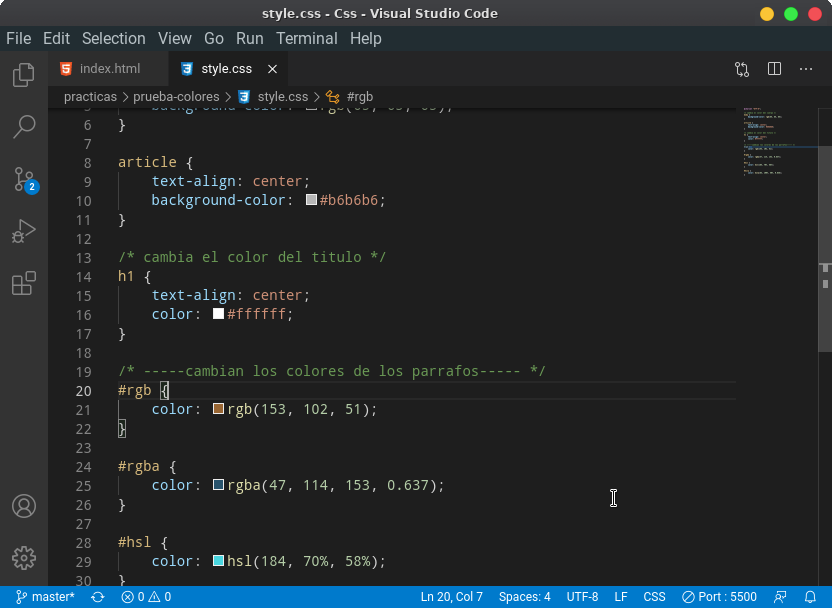 style.css - Css - Visual Studio Code
File Edit Selection View Go Run Terminal Help
index.html style.css
practicas > prueba-colores > style.css > #rgb
6 }
7
8 article {
9 text-align: center;
10 background-color: #b6b6b6;
11 }
12
13 /* cambia el color del titulo */
14 h1 {
15 text-align: center;
16 color: #ffffff;
17 }
18
19 /* -----cambian los colores de los parrafos----- */
20 #rgb {
21 color: rgb(153, 102, 51);
22 }
23
24 #rgba {
25 color: rgba(47, 114, 153, 0.637);
26 }
27
28 #hsl {
29 color: hsl(184, 70%, 58%);
30 }
2
master* 0 0 Ln 20, Col 7 Spaces: 4 UTF-8 LF CSS Port : 5500